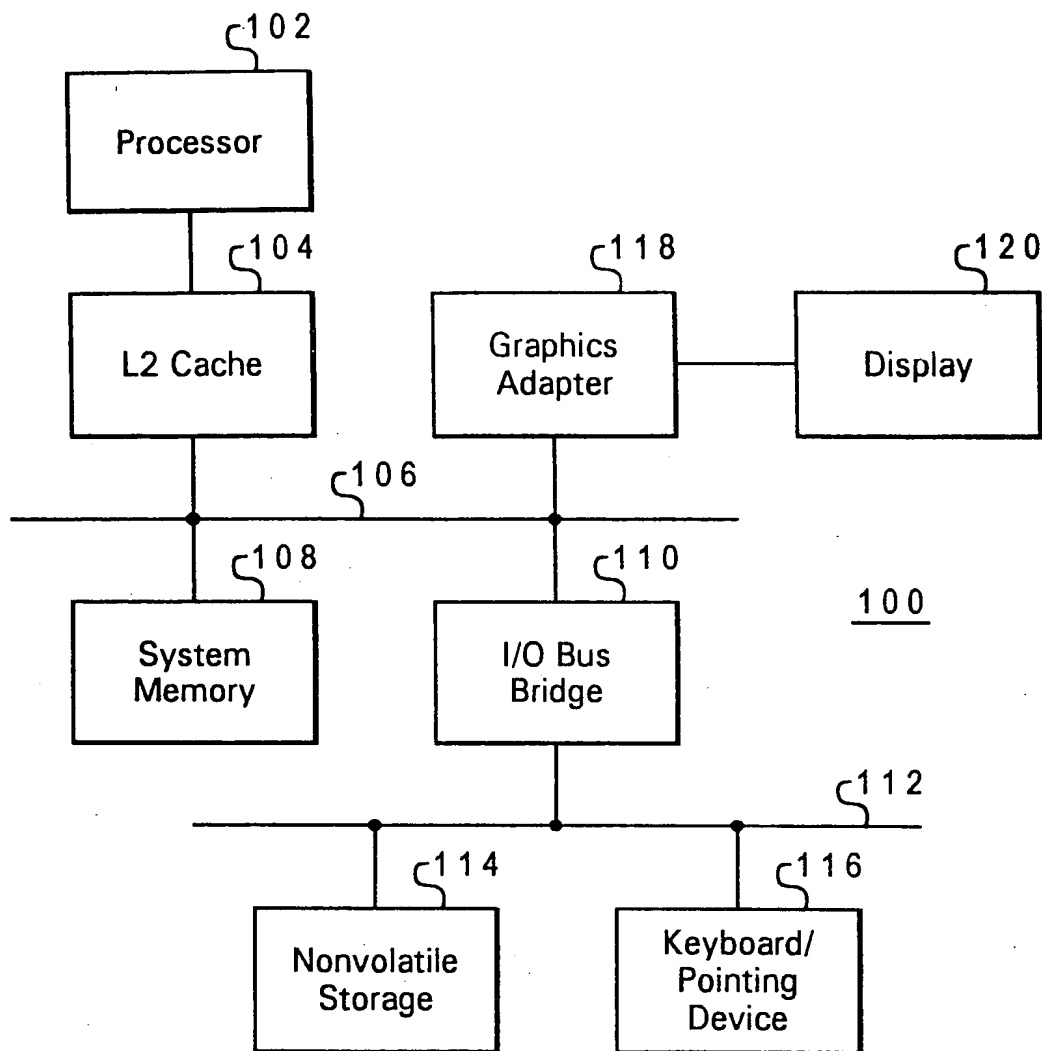 102
Processor
104
L2 Cache
118
Graphics
Adapter
120
Display
106
108
System
Memory
110
I/O Bus
Bridge
100
112
114
Nonvolatile
Storage
116
Keyboard/
Pointing
Device